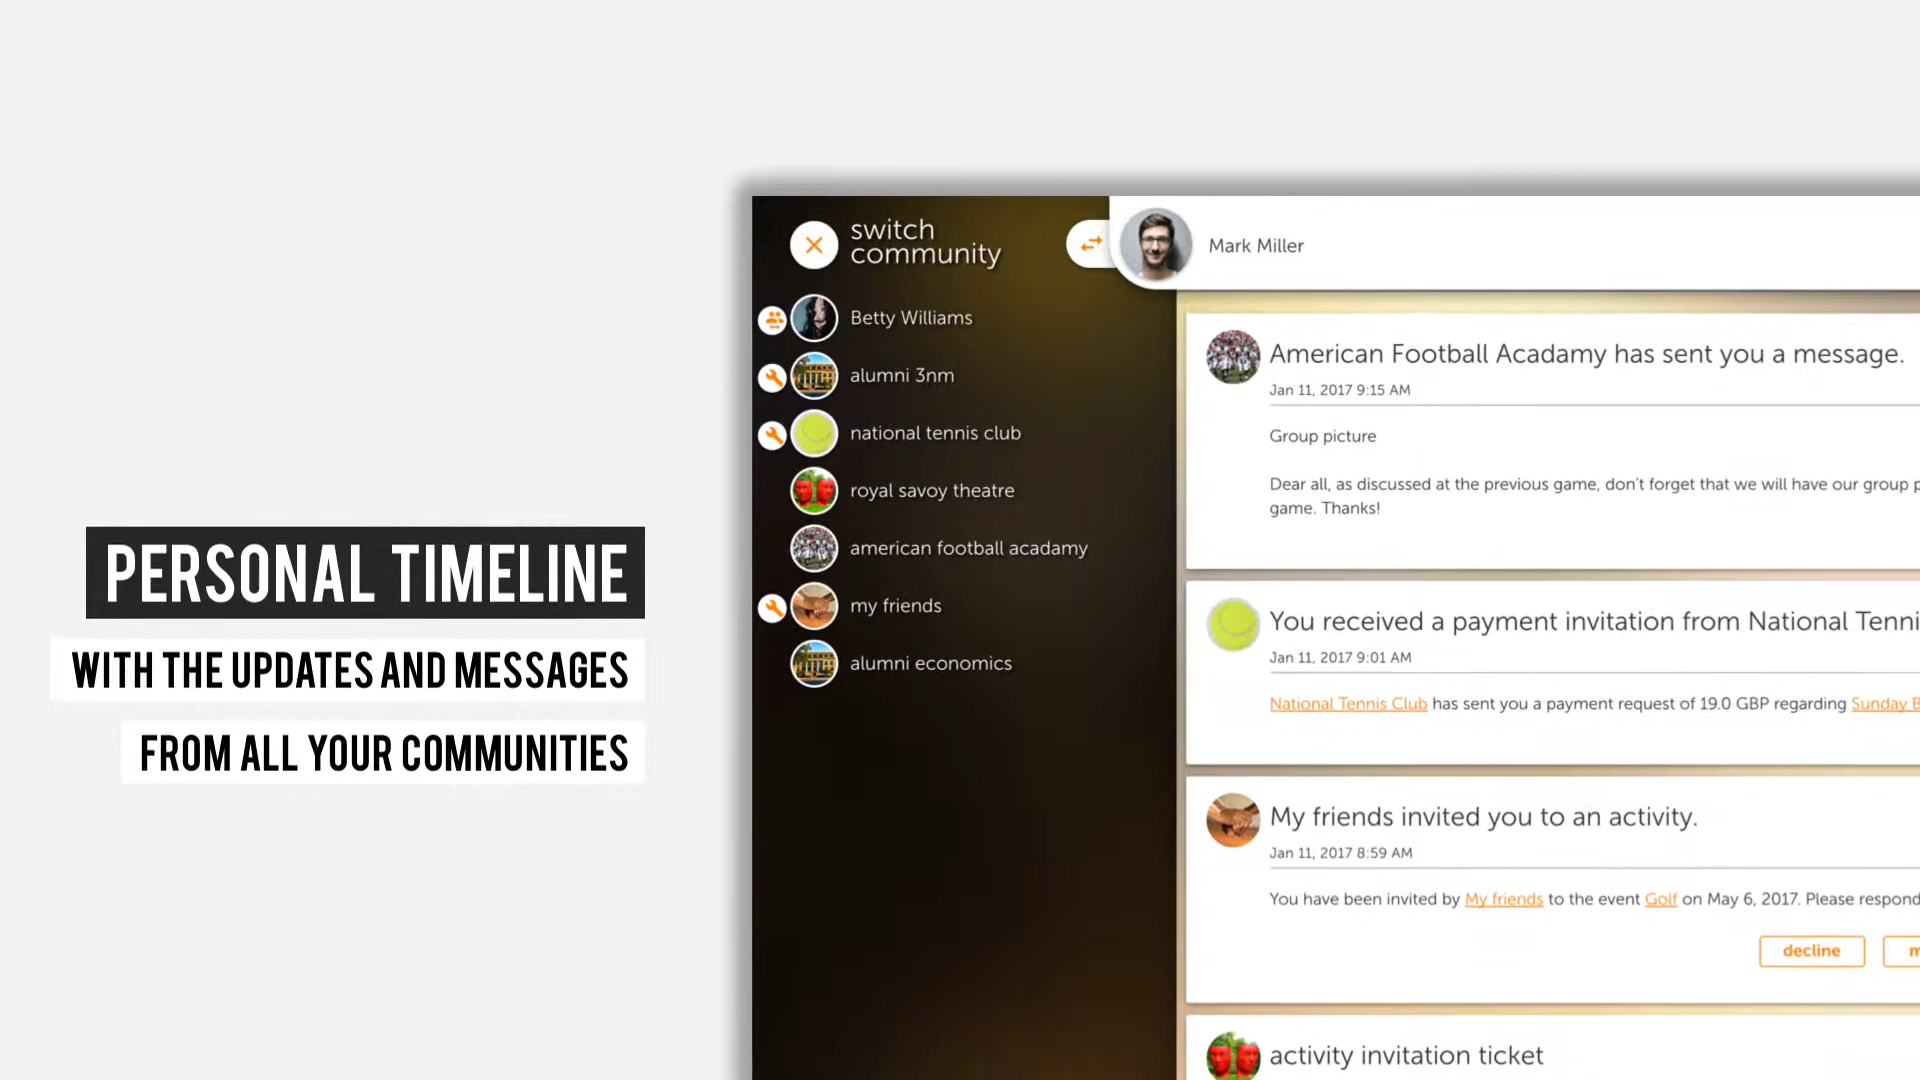 PERSONAL TIMELINE
WITH THE UPDATES AND MESSAGES
FROM ALL YOUR COMMUNITIES
switch
community
Betty Williams
alumni 3nm
national tennis club
royal savoy theatre
american football acadamy
my friends
alumni economics
Mark Miller
American Football Acadamy has sent you a message.
Jan 11, 2017 9:15 AM
Group picture
Dear all, as discussed at the previous game, don't forget that we will have our group
game. Thanks!
You received a payment invitation from National
Jan 11, 2017 9:01 AM
National Tennis Club has sent you a payment request of 19.0 GBP regarding Sunday
My friends invited you to an activity.
Jan 11, 2017 8:59 AM
You have been invited by My friends to the event Golf on May 6, 2017. Please respond
decline
activity invitation ticket